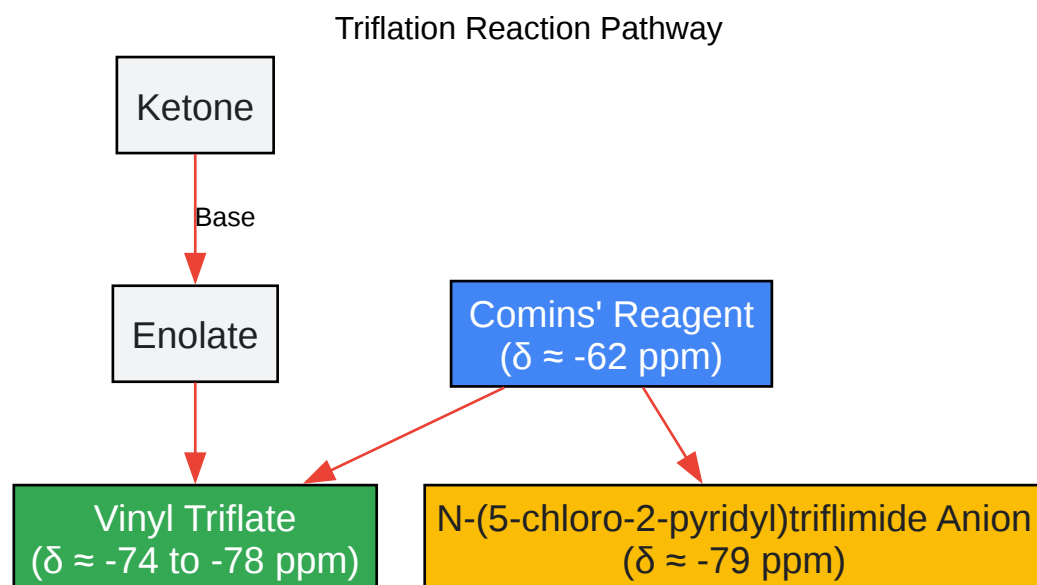 Triflation Reaction Pathway
Ketone
Base
Enolate
Comins' Reagent
(δ ≈ -62 ppm)
Vinyl Triflate
(δ ≈ -74 to -78 ppm)
N-(5-chloro-2-pyridyl)triflimide Anion
(δ ≈ -79 ppm)